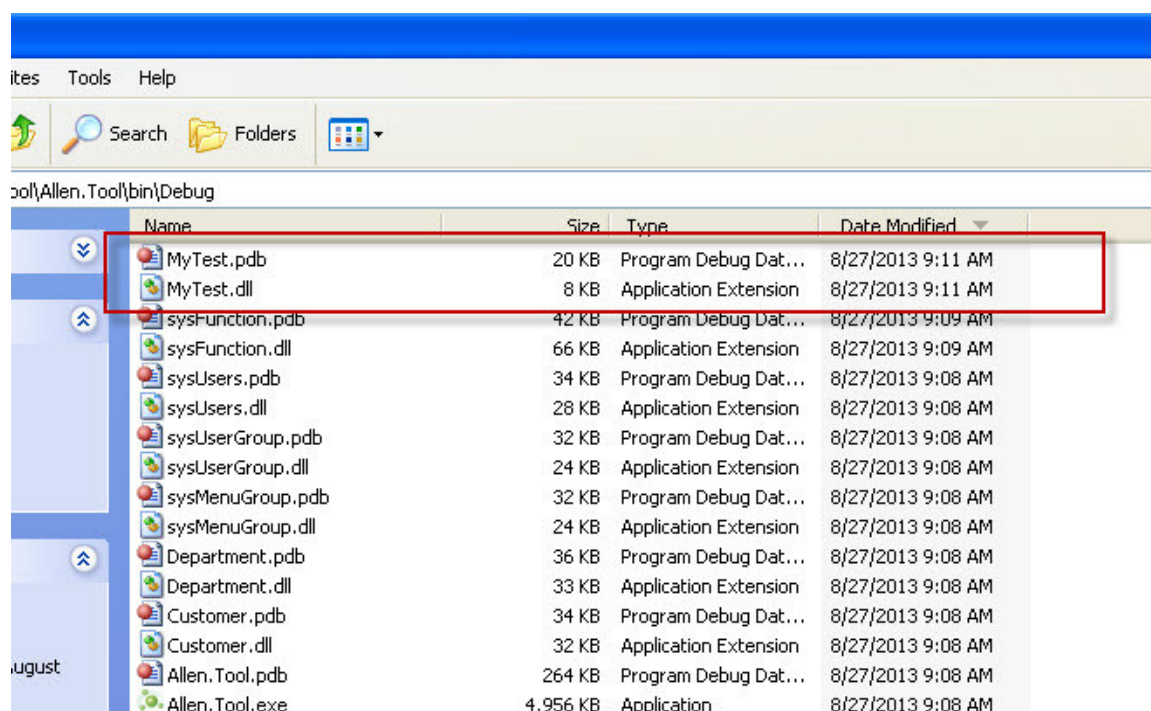 ites Tools Help
Search Folders
ool\Allen.Tool\bin\Debug
Name Size Type Date Modified
MyTest.pdb 20 KB Program Debug Dat... 8/27/2013 9:11 AM
MyTest.dll 8 KB Application Extension 8/27/2013 9:11 AM
sysFunction.pdb 42 KB Program Debug Dat... 8/27/2013 9:09 AM
sysFunction.dll 66 KB Application Extension 8/27/2013 9:09 AM
sysUsers.pdb 34 KB Program Debug Dat... 8/27/2013 9:08 AM
sysUsers.dll 28 KB Application Extension 8/27/2013 9:08 AM
sysUserGroup.pdb 32 KB Program Debug Dat... 8/27/2013 9:08 AM
sysUserGroup.dll 24 KB Application Extension 8/27/2013 9:08 AM
sysMenuGroup.pdb 32 KB Program Debug Dat... 8/27/2013 9:08 AM
sysMenuGroup.dll 24 KB Application Extension 8/27/2013 9:08 AM
Department.pdb 36 KB Program Debug Dat... 8/27/2013 9:08 AM
Department.dll 33 KB Application Extension 8/27/2013 9:08 AM
Customer.pdb 34 KB Program Debug Dat... 8/27/2013 9:08 AM
Customer.dll 32 KB Application Extension 8/27/2013 9:08 AM
ugust Allen.Tool.pdb 264 KB Program Debug Dat... 8/27/2013 9:08 AM
Allen.Tool.exe 4,956 KB Application 8/27/2013 9:08 AM